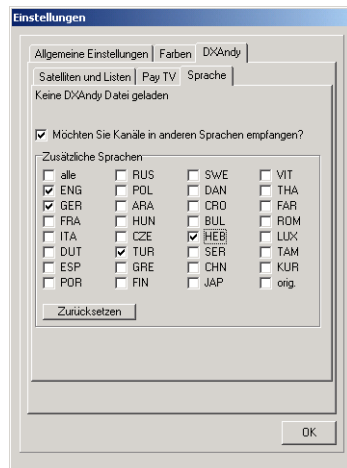 Einstellungen
Allgemeine Einstellungen Farben DXAndy
Satelliten und Listen Pay TV Sprache
Keine DXAndy Datei geladen
Möchten Sie Kanäle in anderen Sprachen empfangen?
Zusätzliche Sprachen
alle RUS SWE VIT
ENG POL DAN THA
GER ARA CRO FAR
FRA HUN BUL ROM
ITA CZE HEB LUX
DUT TUR SER TAM
ESP GRE CHN KUR
POR FIN JAP orig.
Zurücksetzen
OK